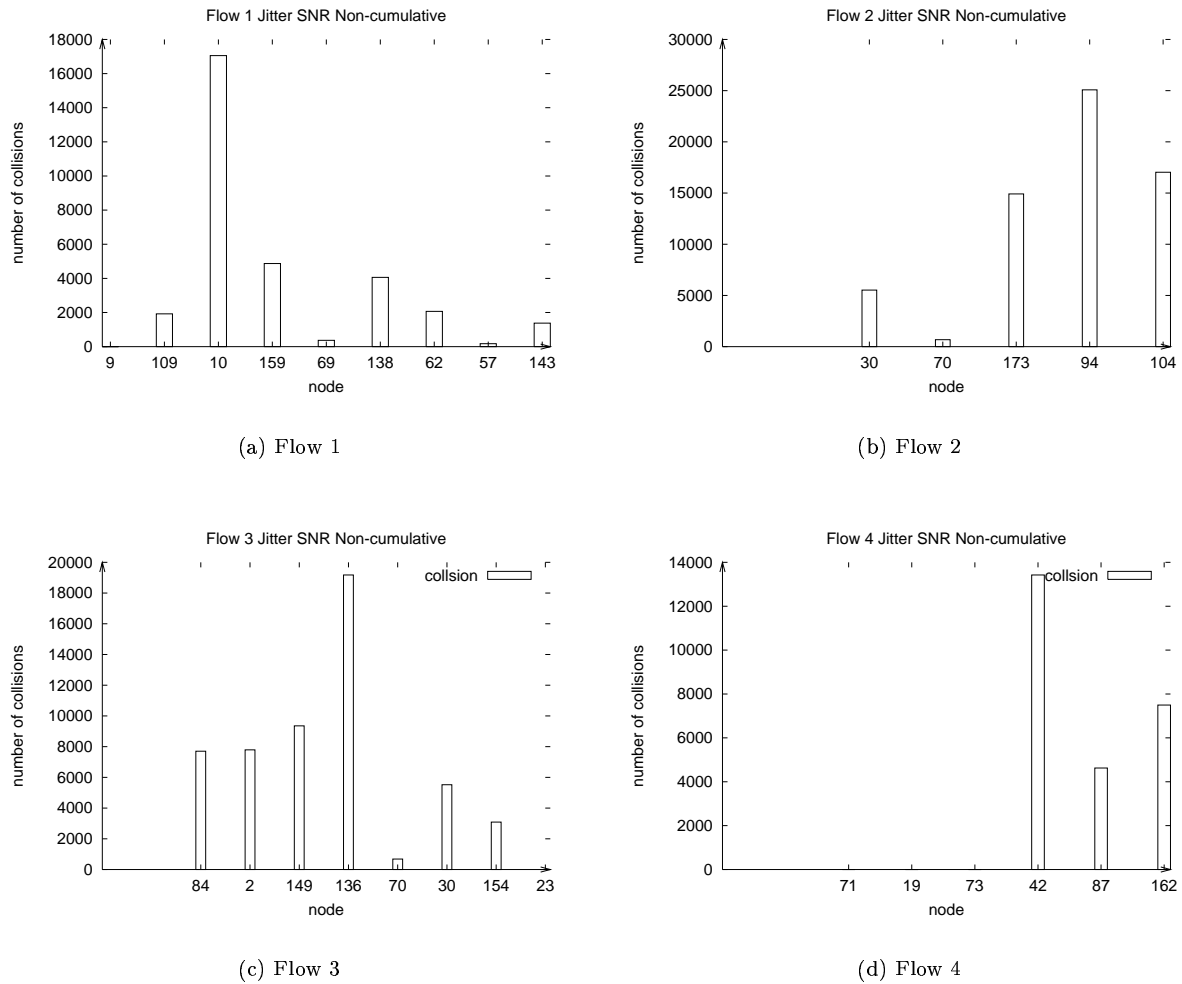 Flow 1 Jitter SNR Non-cumulative
18000
16000
14000
12000
10000
8000
6000
4000
2000
0
number of collisions
9 109 10 159 69 138 62 57 143
node
(a) Flow 1
Flow 2 Jitter SNR Non-cumulative
30000
25000
20000
15000
10000
5000
0
number of collisions
30 70 173 94 104
node
(b) Flow 2
Flow 3 Jitter SNR Non-cumulative
collsion
20000
18000
16000
14000
12000
10000
8000
6000
4000
2000
0
number of collisions
84 2 149 136 70 30 154 23
node
(c) Flow 3
Flow 4 Jitter SNR Non-cumulative
collsion
14000
12000
10000
8000
6000
4000
2000
0
number of collisions
71 19 73 42 87 162
node
(d) Flow 4